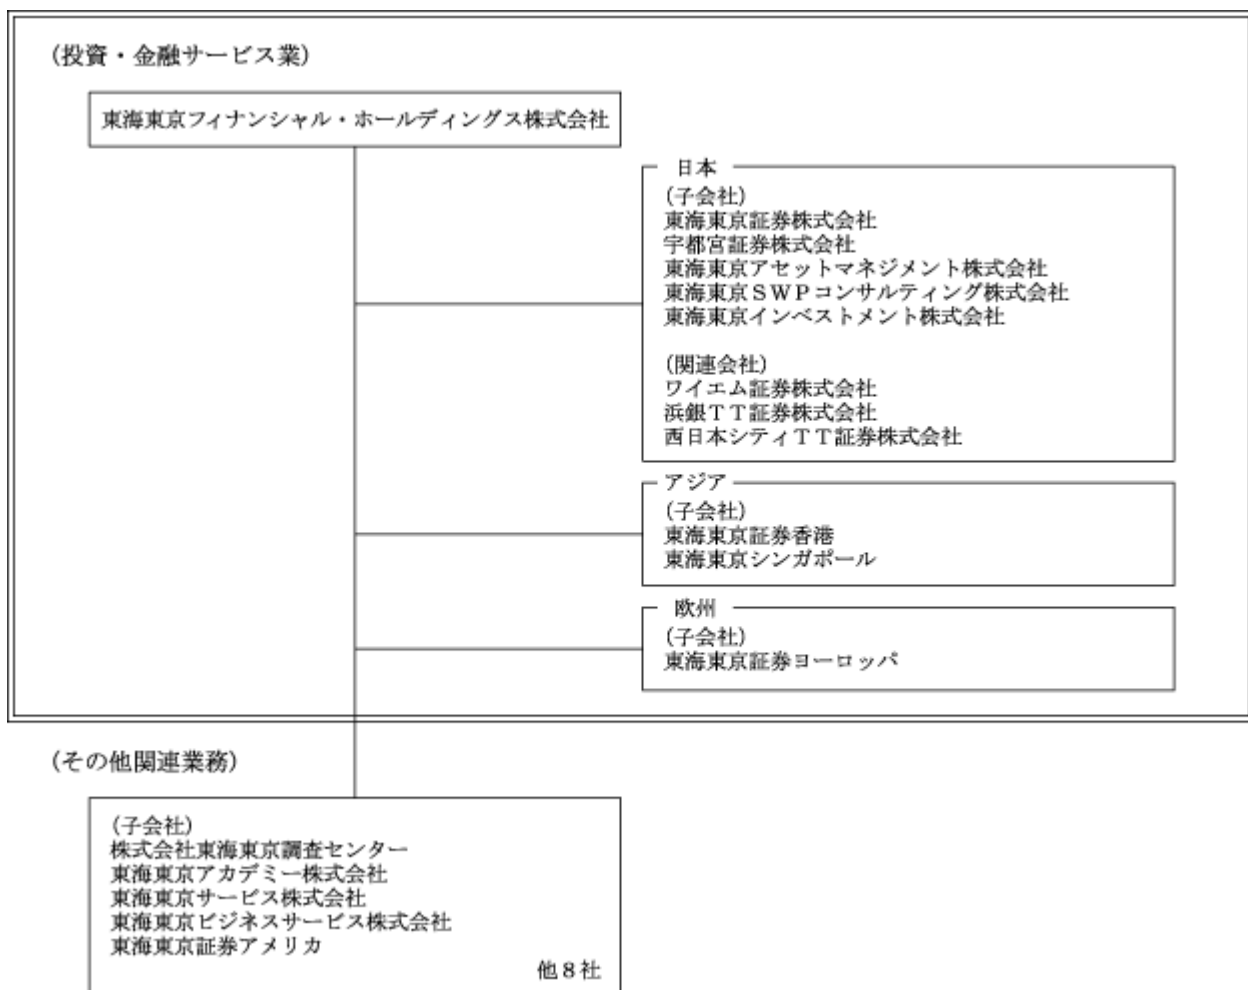 (投資・金融サービス業)
東海東京フィナンシャル・ホールディングス株式会社
日本
(子会社)
東海東京証券株式会社
宇都宮証券株式会社
東海東京アセットマネジメント株式会社
東海東京SWPコンサルティング株式会社
東海東京インベストメント株式会社
(関連会社)
ワイエム証券株式会社
浜銀TT証券株式会社
西日本シティTT証券株式会社
アジア
(子会社)
東海東京証券香港
東海東京シンガポール
欧州
(子会社)
東海東京証券ヨーロッパ
(その他関連業務)
(子会社)
株式会社東海東京調査センター
東海東京アカデミー株式会社
東海東京サービス株式会社
東海東京ビジネスサービス株式会社
東海東京証券アメリカ
他8社